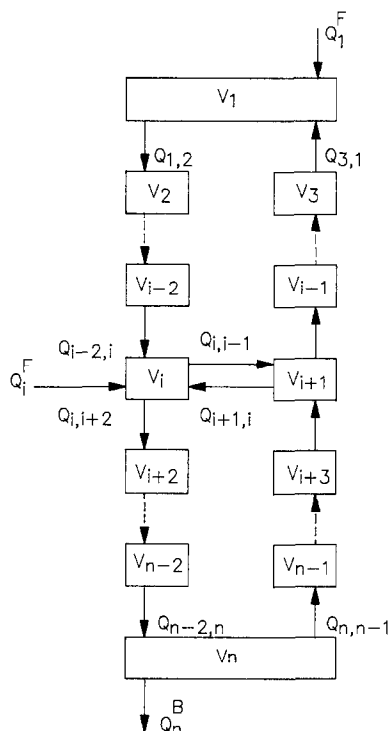 Q₁ᶠ
V₁
Q₁,₂ Q₃,₁
V₂ V₃
Vᵢ₋₂ Vᵢ₋₁
Qᵢ₋₂,ᵢ Qᵢ,ᵢ₋₁
Qᵢᶠ Vᵢ Vᵢ₊₁
Qᵢ,ᵢ₊₂ Qᵢ₊₁,ᵢ
Vᵢ₊₂ Vᵢ₊₃
Vₙ₋₂ Vₙ₋₁
Qₙ₋₂,ₙ Qₙ,ₙ₋₁
Vₙ
Qₙᴮ